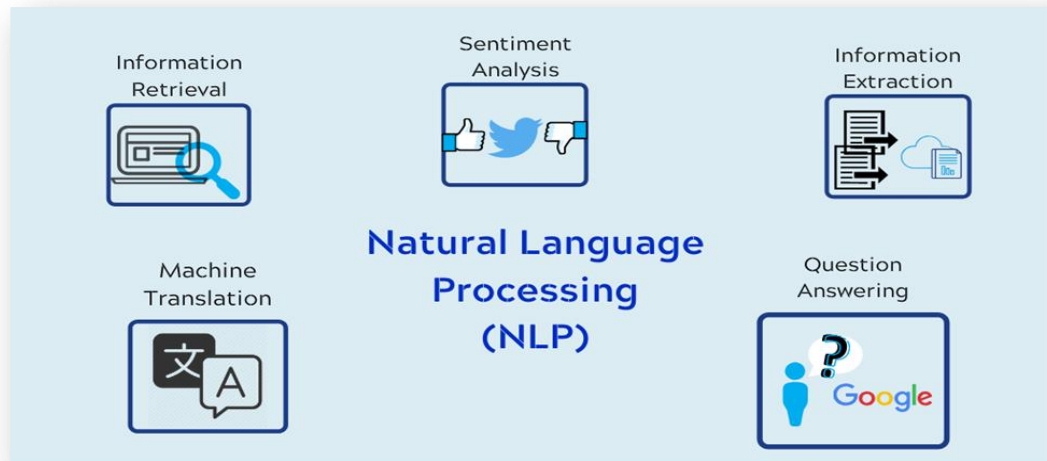 Information
Retrieval
Sentiment
Analysis
Information
Extraction
Natural Language
Processing
(NLP)
Machine
Translation
文
A
Question
Answering
?
Google